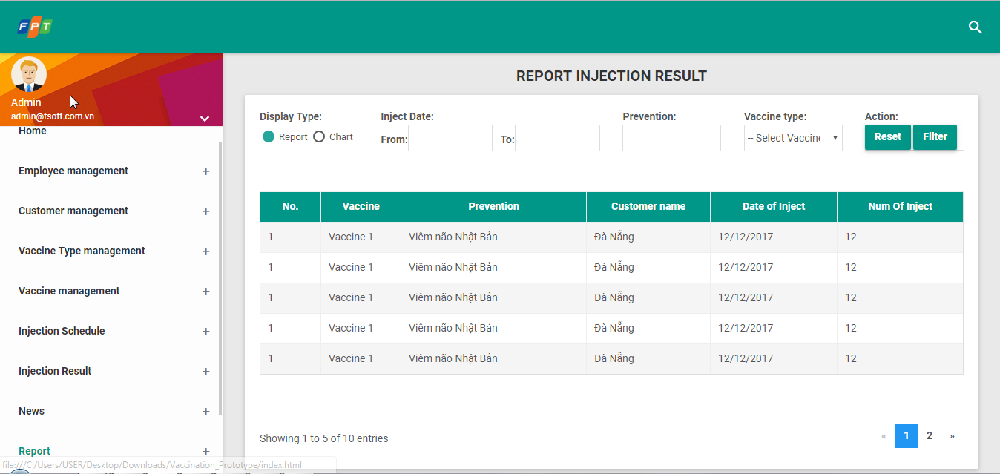 FPT
Admin
admin@fsoft.com.vn
Home
Employee management +
Customer management +
Vaccine Type management +
Vaccine management +
Injection Schedule +
Injection Result +
News +
Report +
file:///C:/Users/USER/Desktop/Downloads/Vaccination_Prototype/index.html
REPORT INJECTION RESULT
Display Type: Inject Date: Prevention: Vaccine type: Action:
Report Chart From: To: -- Select Vaccin Reset Filter
No. Vaccine Prevention Customer name Date of Inject Num Of Inject
1 Vaccine 1 Viêm não Nhật Bản Đà Nẵng 12/12/2017 12
1 Vaccine 1 Viêm não Nhật Bản Đà Nẵng 12/12/2017 12
1 Vaccine 1 Viêm não Nhật Bản Đà Nẵng 12/12/2017 12
1 Vaccine 1 Viêm não Nhật Bản Đà Nẵng 12/12/2017 12
1 Vaccine 1 Viêm não Nhật Bản Đà Nẵng 12/12/2017 12
Showing 1 to 5 of 10 entries « 1 2 »